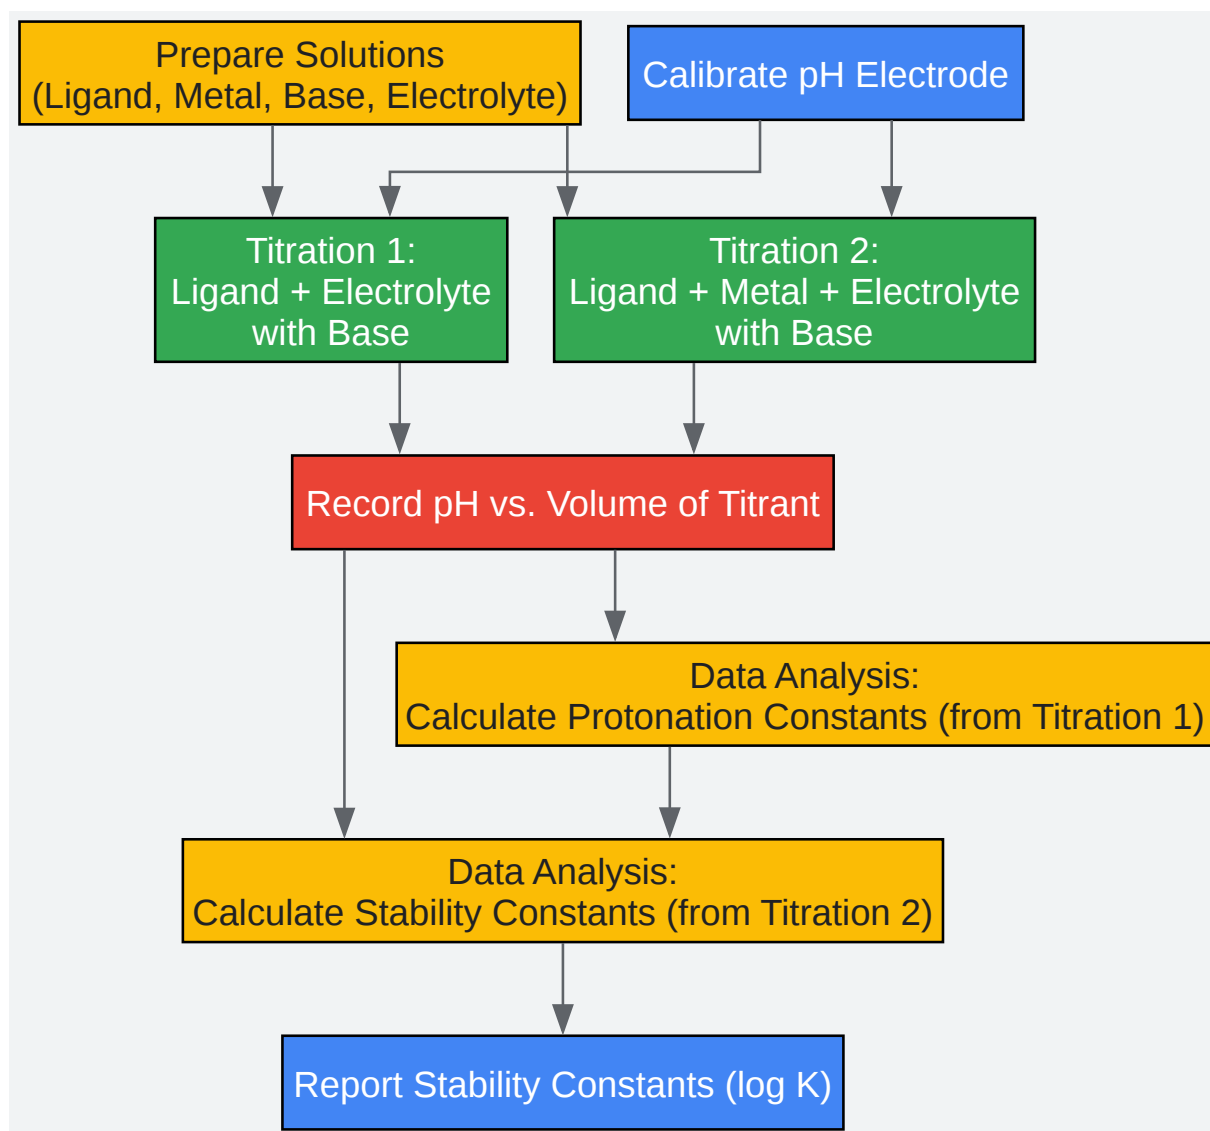 Prepare Solutions
(Ligand, Metal, Base, Electrolyte)
Calibrate pH Electrode
Titration 1:
Ligand + Electrolyte
with Base
Titration 2:
Ligand + Metal + Electrolyte
with Base
Record pH vs. Volume of Titrant
Data Analysis:
Calculate Protonation Constants (from Titration 1)
Data Analysis:
Calculate Stability Constants (from Titration 2)
Report Stability Constants (log K)